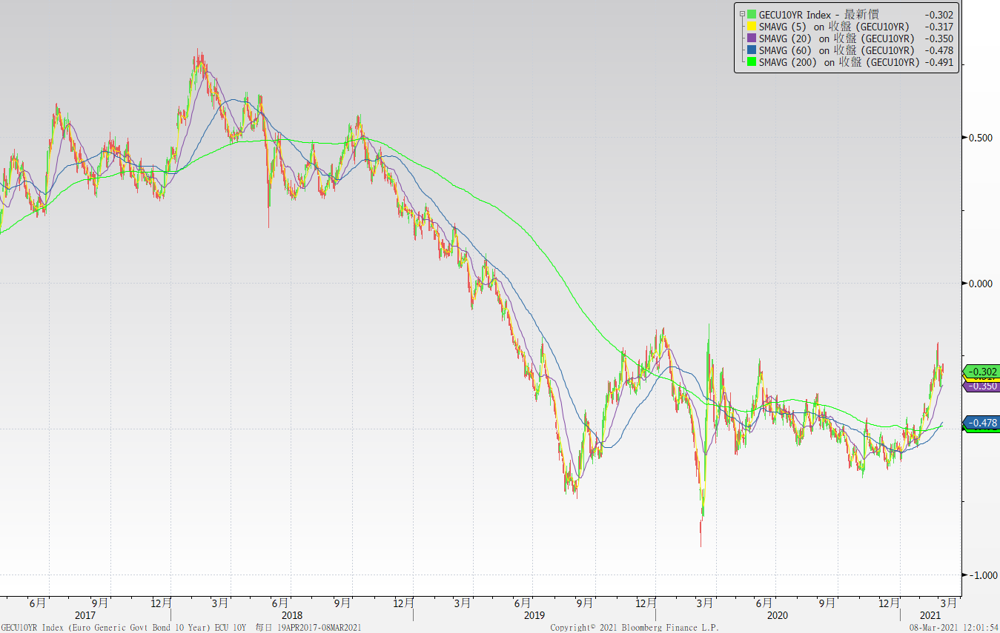 GECU10YR Index - 最新價 -0.302
SMAVG (5) on 收盤 (GECU10YR) -0.317
SMAVG (20) on 收盤 (GECU10YR) -0.350
SMAVG (60) on 收盤 (GECU10YR) -0.478
SMAVG (200) on 收盤 (GECU10YR) -0.491
0.500
0.000
-0.302
-0.350
-0.478
-1.000
6月 9月 12月 3月 6月 9月 12月 3月 6月 9月 12月 3月 6月 9月 12月 3月
2017 2018 2019 2020 2021
GECU10YR Index (Euro Generic Govt Bond 10 Year) ECU 10Y 每日 19APR2017-08MAR2021 Copyright© 2021 Bloomberg Finance L.P. 08-Mar-2021 12:01:54